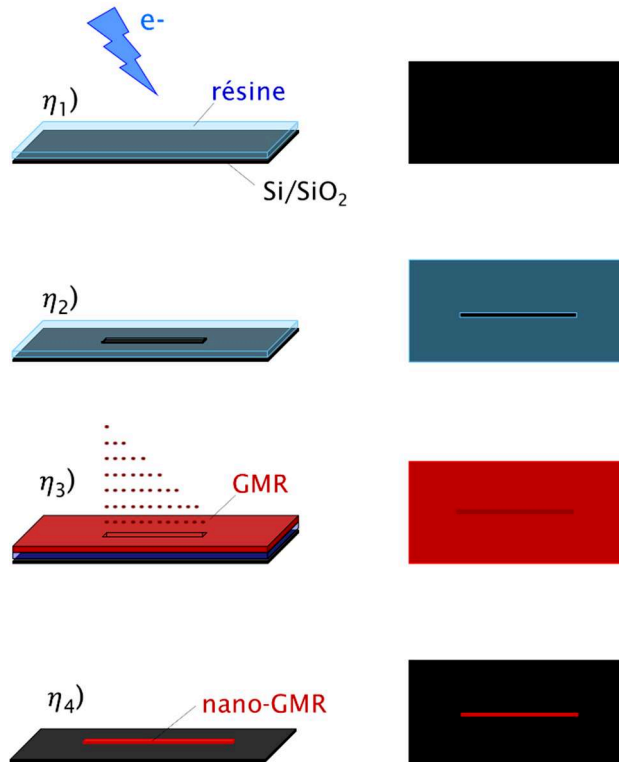 e-
η₁)
résine
Si/SiO₂
η₂)
η₃)
GMR
η₄)
nano-GMR